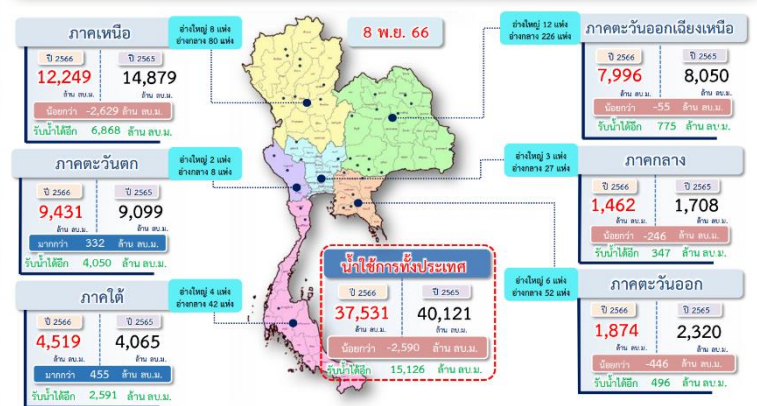 8 พ.ย. 66
ภาคเหนือ
อ่างใหญ่ 8 แห่ง
อ่างกลาง 80 แห่ง
ปี 2566 ปี 2565
12,249 14,879
ล้าน ลบ.ม. ล้าน ลบ.ม.
น้อยกว่า -2,629 ล้าน ลบ.ม.
รับน้ำได้อีก 6,868 ล้าน ลบ.ม.
ภาคตะวันออกเฉียงเหนือ
อ่างใหญ่ 12 แห่ง
อ่างกลาง 226 แห่ง
ปี 2566 ปี 2565
7,996 8,050
ล้าน ลบ.ม. ล้าน ลบ.ม.
น้อยกว่า -55 ล้าน ลบ.ม.
รับน้ำได้อีก 775 ล้าน ลบ.ม.
ภาคตะวันตก
อ่างใหญ่ 2 แห่ง
อ่างกลาง 8 แห่ง
ปี 2566 ปี 2565
9,431 9,099
ล้าน ลบ.ม. ล้าน ลบ.ม.
มากกว่า 332 ล้าน ลบ.ม.
รับน้ำได้อีก 4,050 ล้าน ลบ.ม.
ภาคกลาง
อ่างใหญ่ 3 แห่ง
อ่างกลาง 27 แห่ง
ปี 2566 ปี 2565
1,462 1,708
ล้าน ลบ.ม. ล้าน ลบ.ม.
น้อยกว่า -246 ล้าน ลบ.ม.
รับน้ำได้อีก 347 ล้าน ลบ.ม.
ภาคใต้
อ่างใหญ่ 4 แห่ง
อ่างกลาง 42 แห่ง
ปี 2566 ปี 2565
4,519 4,065
ล้าน ลบ.ม. ล้าน ลบ.ม.
มากกว่า 455 ล้าน ลบ.ม.
รับน้ำได้อีก 2,591 ล้าน ลบ.ม.
น้ำใช้การทั้งประเทศ
ปี 2566 ปี 2565
37,531 40,121
ล้าน ลบ.ม. ล้าน ลบ.ม.
น้อยกว่า -2,590 ล้าน ลบ.ม.
รับน้ำได้อีก 15,126 ล้าน ลบ.ม.
ภาคตะวันออก
อ่างใหญ่ 6 แห่ง
อ่างกลาง 52 แห่ง
ปี 2566 ปี 2565
1,874 2,320
ล้าน ลบ.ม. ล้าน ลบ.ม.
น้อยกว่า -446 ล้าน ลบ.ม.
รับน้ำได้อีก 496 ล้าน ลบ.ม.